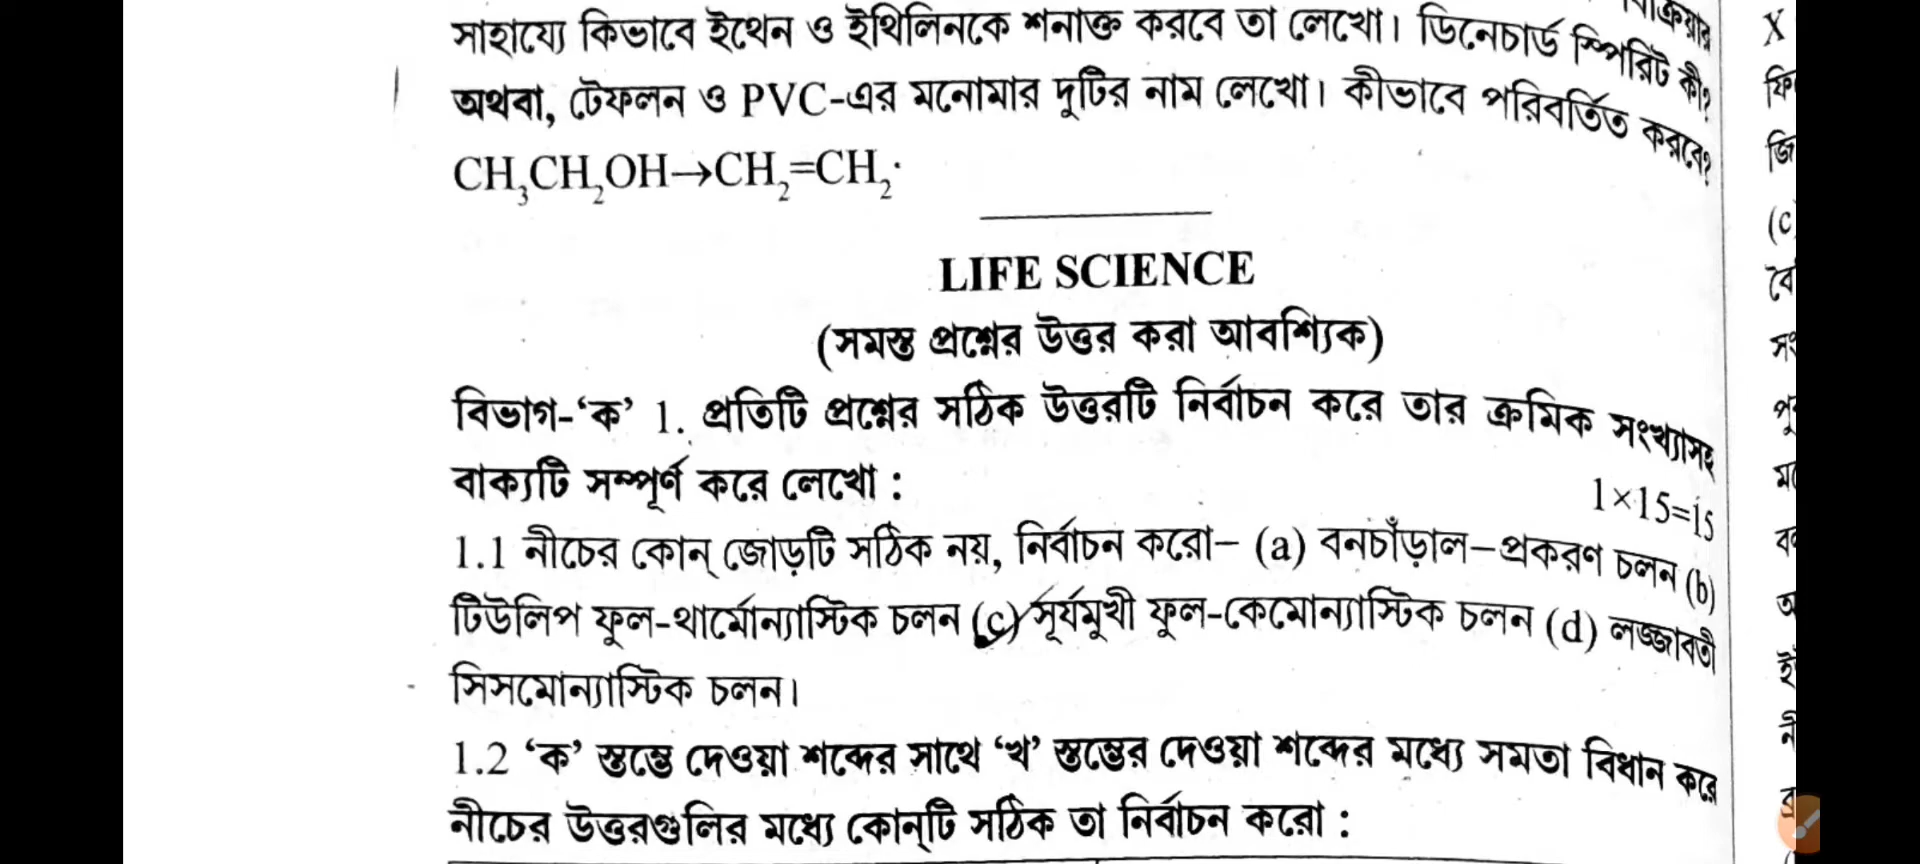 সাহায্যে কিভাবে ইথেন ও ইথিলিনকে শনাক্ত করবে তা লেখো। ডিনেচার্ড স্পিরিট কী?
অথবা, টেফলন ও PVC-এর মনোমার দুটির নাম লেখো। কীভাবে পরিবর্তিত করবে?
CH₃CH₂OH→CH₂=CH₂.
LIFE SCIENCE
(সমস্ত প্রশ্নের উত্তর করা আবশ্যিক)
বিভাগ-‘ক’ 1. প্রতিটি প্রশ্নের সঠিক উত্তরটি নির্বাচন করে তার ক্রমিক সংখ্যাসহ
বাক্যটি সম্পূর্ণ করে লেখো :
1×15=15
1.1 নীচের কোন্ জোড়টি সঠিক নয়, নির্বাচন করো– (a) বনচাঁড়াল–প্রকরণ চলন (b)
টিউলিপ ফুল-থার্মোন্যাস্টিক চলন (c) সূর্যমুখী ফুল-কেমোন্যাস্টিক চলন (d) লজ্জাবতী
সিসমোন্যাস্টিক চলন।
1.2 ‘ক’ স্তম্ভে দেওয়া শব্দের সাথে ‘খ’ স্তম্ভের দেওয়া শব্দের মধ্যে সমতা বিধান করে
নীচের উত্তরগুলির মধ্যে কোন্‌টি সঠিক তা নির্বাচন করো :